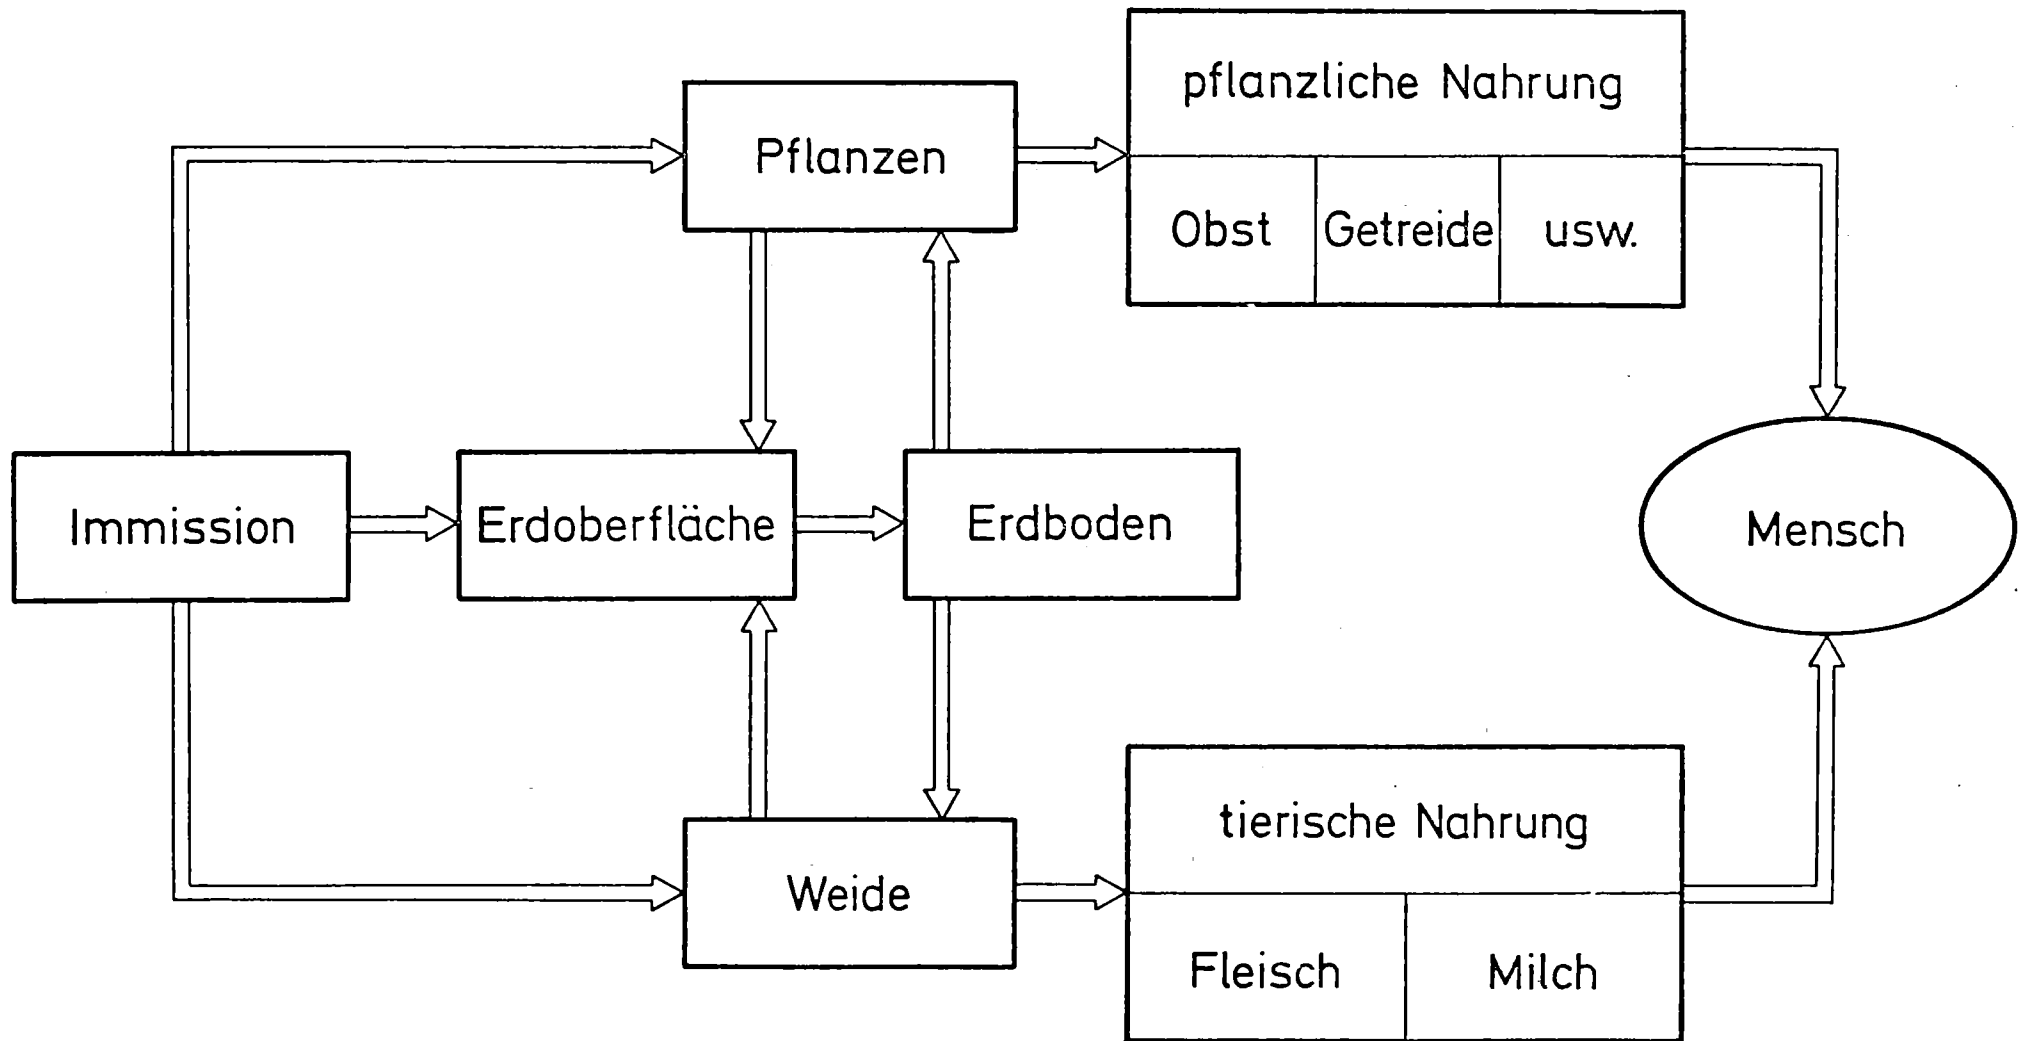 pflanzliche Nahrung
Pflanzen
Obst
Getreide
usw.
Immission
Erdoberfläche
Erdboden
Mensch
tierische Nahrung
Weide
Fleisch
Milch